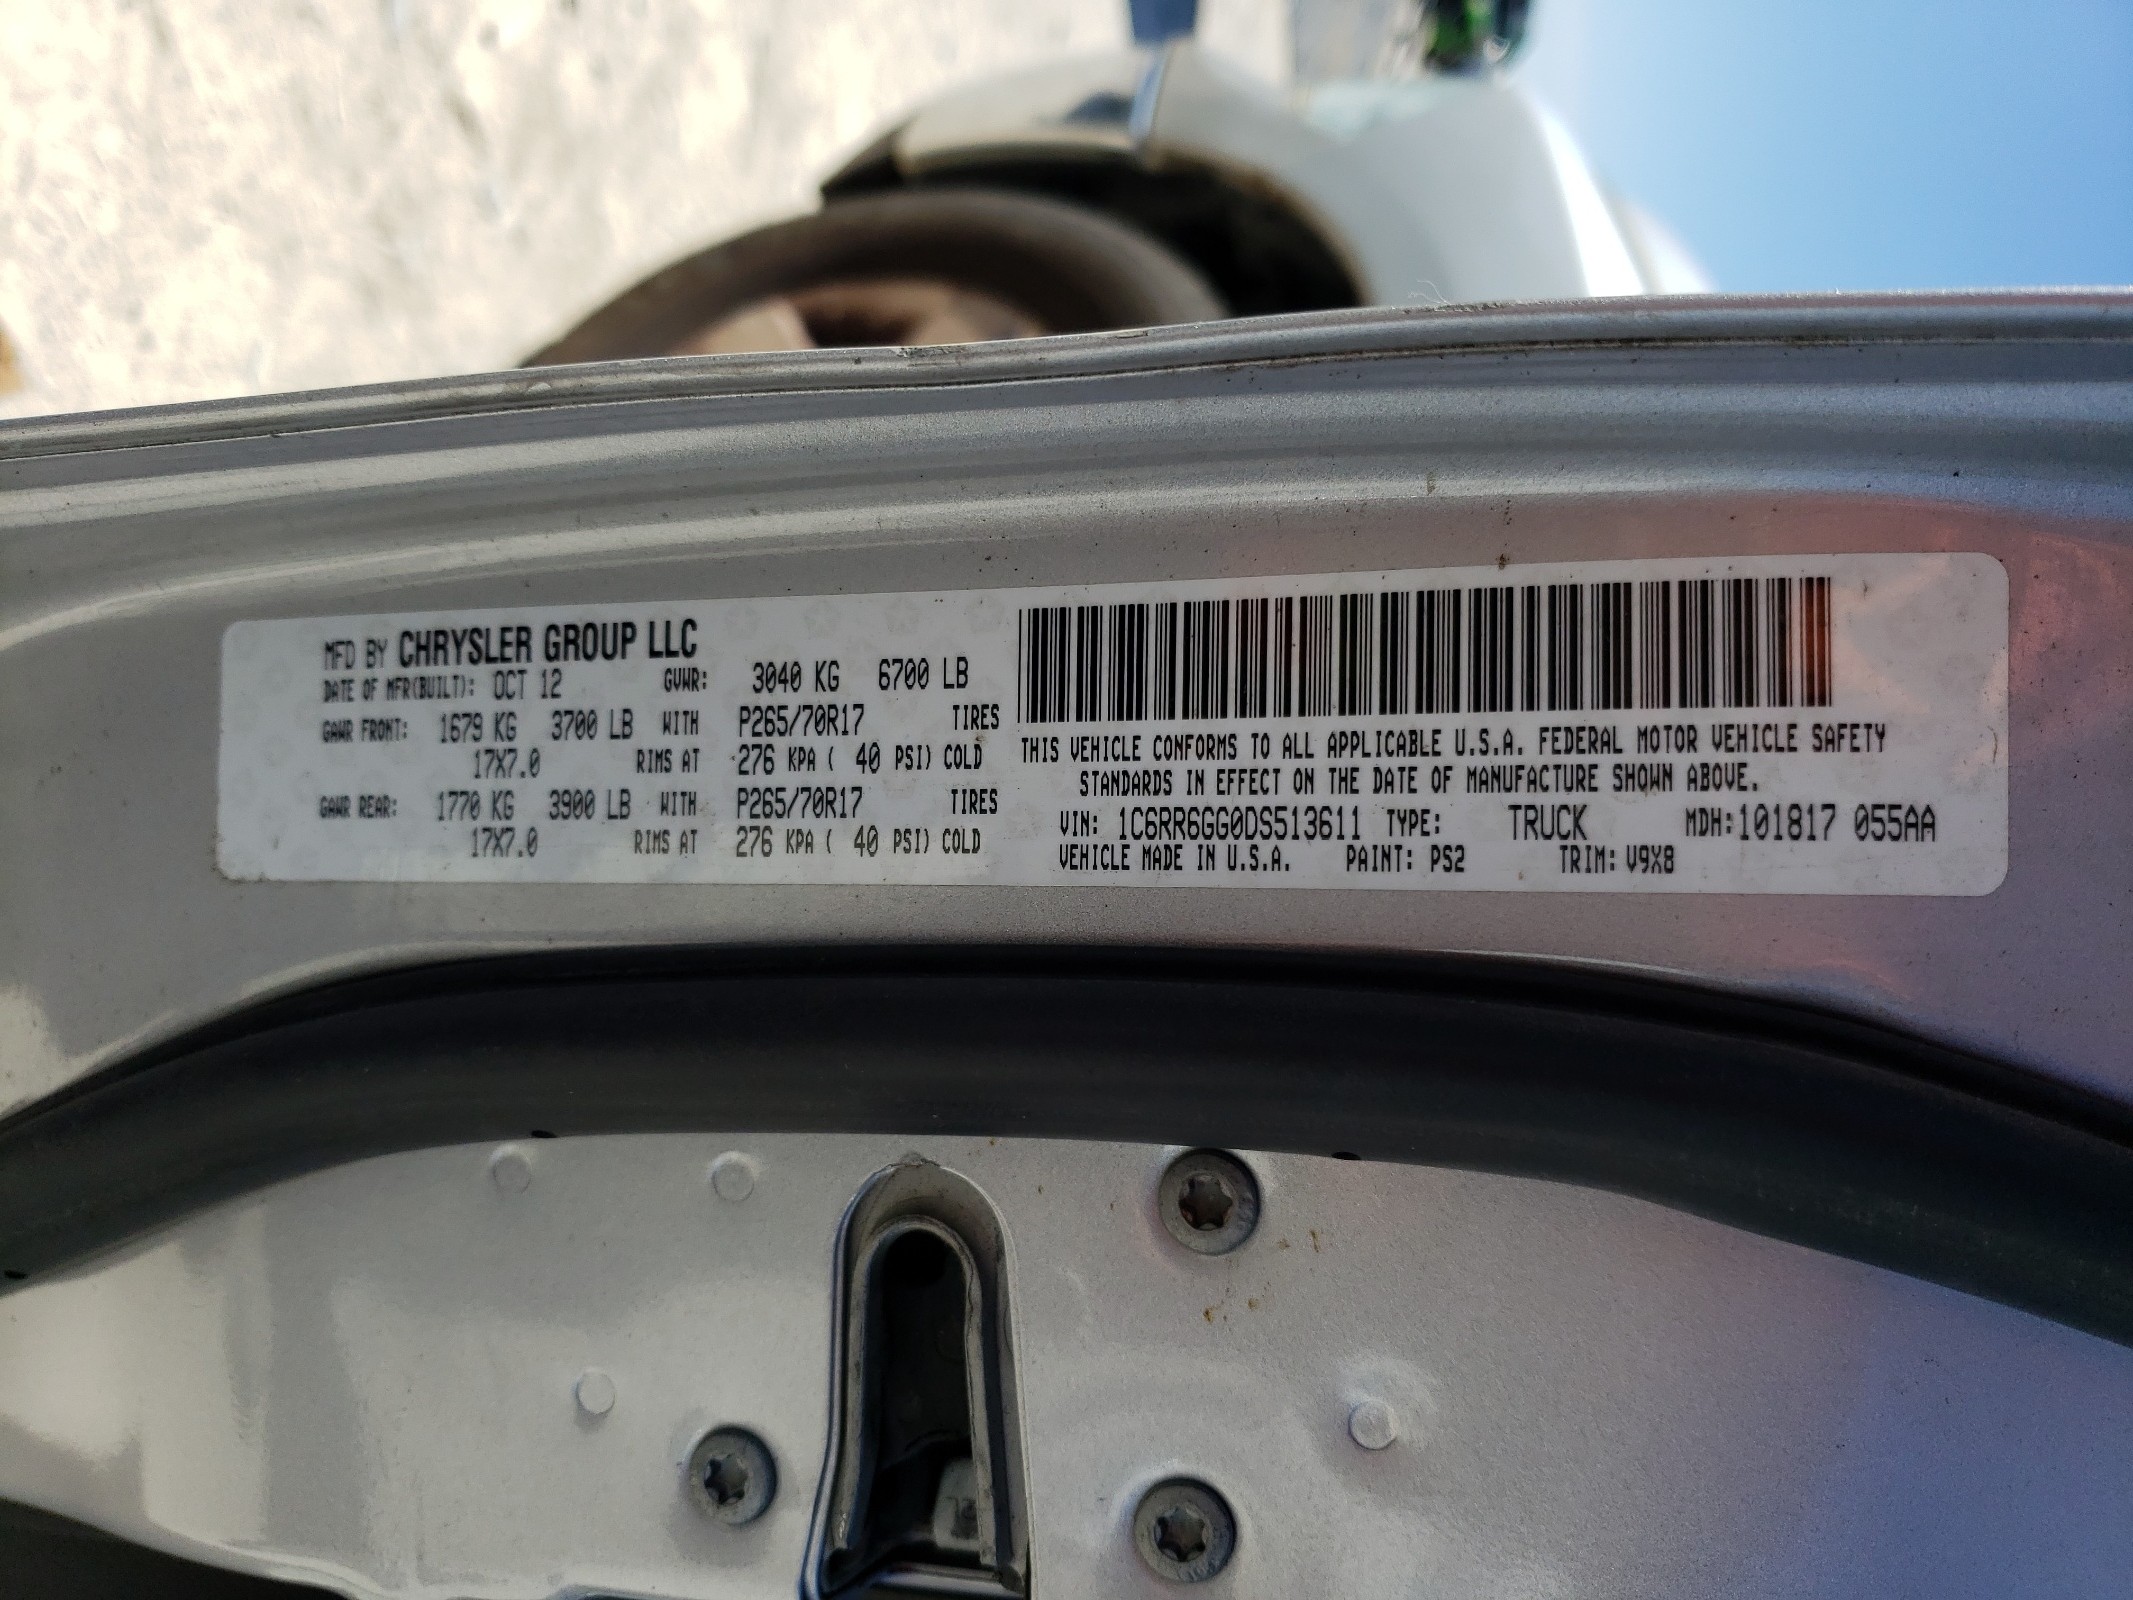 MFD BY CHRYSLER GROUP LLC
DATE OF MFR(BUILT): OCT 12 GVWR: 3040 KG 6700 LB
GAWR FRONT: 1679 KG 3700 LB WITH P265/70R17 TIRES
17X7.0 RIMS AT 276 KPA ( 40 PSI) COLD
GAWR REAR: 1770 KG 3900 LB WITH P265/70R17 TIRES
17X7.0 RIMS AT 276 KPA ( 40 PSI) COLD
THIS VEHICLE CONFORMS TO ALL APPLICABLE U.S.A. FEDERAL MOTOR VEHICLE SAFETY
STANDARDS IN EFFECT ON THE DATE OF MANUFACTURE SHOWN ABOVE.
VIN: 1C6RR6GG0DS513611 TYPE: TRUCK MDH:101817 055AA
VEHICLE MADE IN U.S.A. PAINT: PS2 TRIM: V9X8